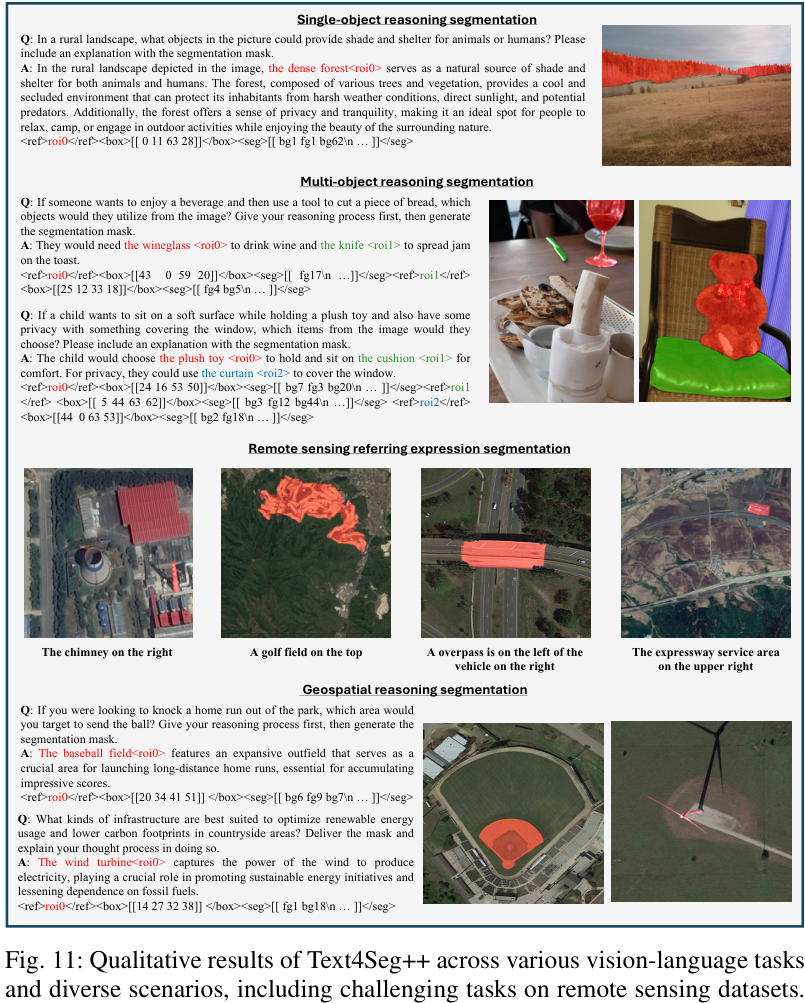 Single-object reasoning segmentation
Q: In a rural landscape, what objects in the picture could provide shade and shelter for animals or humans? Please
include an explanation with the segmentation mask.
A: In the rural landscape depicted in the image, the dense forest<roi0> serves as a natural source of shade and
shelter for both animals and humans. The forest, composed of various trees and vegetation, provides a cool and
secluded environment that can protect its inhabitants from harsh weather conditions, direct sunlight, and potential
predators. Additionally, the forest offers a sense of privacy and tranquility, making it an ideal spot for people to
relax, camp, or engage in outdoor activities while enjoying the beauty of the surrounding nature.
<ref>roi0</ref><box>[[ 0 11 63 28]]</box><seg>[[ bg1 fg1 bg62\n … ]]</seg>
Multi-object reasoning segmentation
Q: If someone wants to enjoy a beverage and then use a tool to cut a piece of bread, which
objects would they utilize from the image? Give your reasoning process first, then generate
the segmentation mask.
A: They would need the wineglass <roi0> to drink wine and the knife <roi1> to spread jam
on the toast.
<ref>roi0</ref><box>[[43 0 59 20]]</box><seg>[[ fg17\n …]]</seg><ref>roi1</ref>
<box>[[25 12 33 18]]</box><seg>[[ fg4 bg5\n … ]]</seg>
Q: If a child wants to sit on a soft surface while holding a plush toy and also have some
privacy with something covering the window, which items from the image would they
choose? Please include an explanation with the segmentation mask.
A: The child would choose the plush toy <roi0> to hold and sit on the cushion <roi1> for
comfort. For privacy, they could use the curtain <roi2> to cover the window.
<ref>roi0</ref><box>[[24 16 53 50]]</box><seg>[[ bg7 fg3 bg20\n … ]]</seg><ref>roi1
</ref> <box>[[ 5 44 63 62]]</box><seg>[[ bg3 fg12 bg44\n …]]</seg> <ref>roi2</ref>
<box>[[44 0 63 53]]</box><seg>[[ bg2 fg18\n … ]]</seg>
Remote sensing referring expression segmentation
The chimney on the right
A golf field on the top
A overpass is on the left of the
vehicle on the right
The expressway service area
on the upper right
Geospatial reasoning segmentation
Q: If you were looking to knock a home run out of the park, which area would
you target to send the ball? Give your reasoning process first, then generate the
segmentation mask.
A: The baseball field<roi0> features an expansive outfield that serves as a
crucial area for launching long-distance home runs, essential for accumulating
impressive scores.
<ref>roi0</ref><box>[[20 34 41 51]] </box><seg>[[ bg6 fg9 bg7\n … ]]</seg>
Q: What kinds of infrastructure are best suited to optimize renewable energy
usage and lower carbon footprints in countryside areas? Deliver the mask and
explain your thought process in doing so.
A: The wind turbine<roi0> captures the power of the wind to produce
electricity, playing a crucial role in promoting sustainable energy initiatives and
lessening dependence on fossil fuels.
<ref>roi0</ref><box>[[14 27 32 38]] </box><seg>[[ fg1 bg18\n … ]]</seg>
Fig. 11: Qualitative results of Text4Seg++ across various vision-language tasks
and diverse scenarios, including challenging tasks on remote sensing datasets.